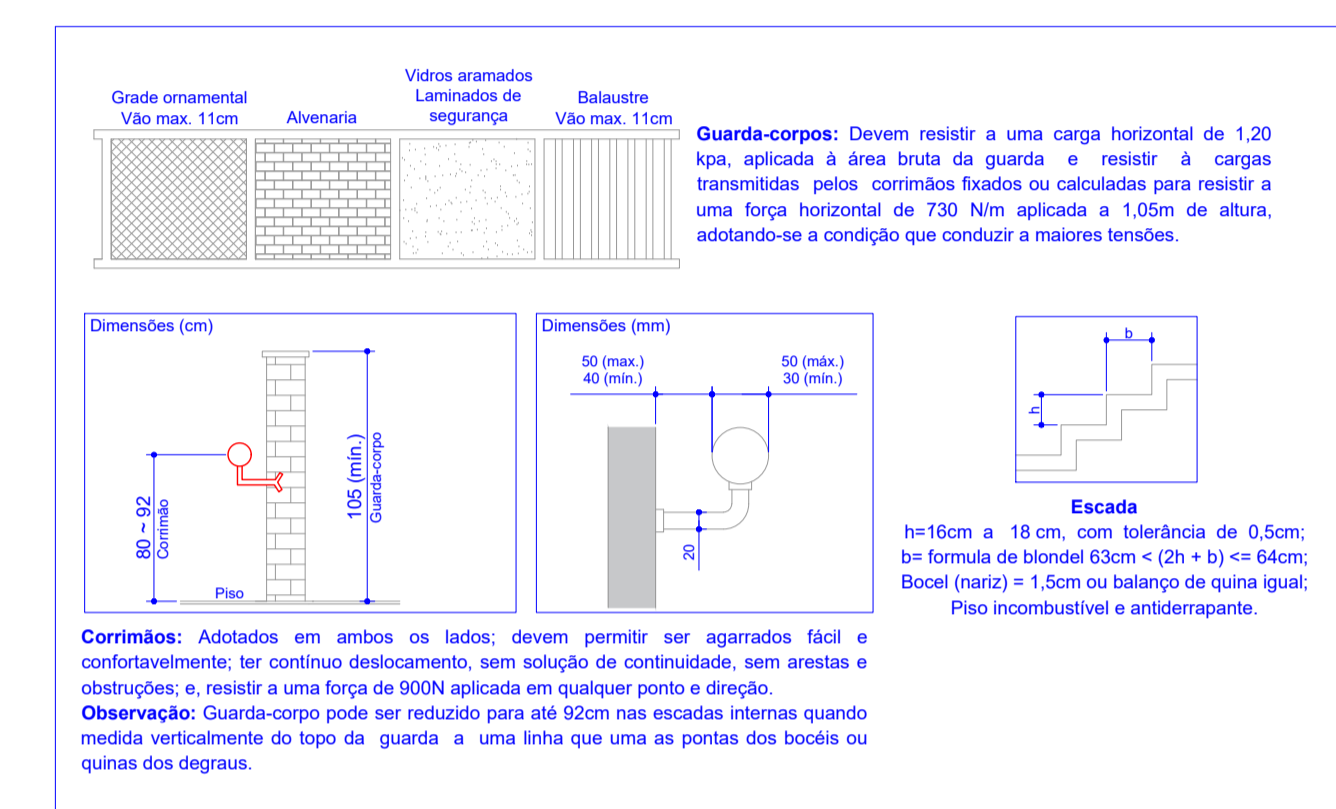 Grade ornamental
Vão max. 11cm
Alvenaria
Vidros aramados
Laminados de
segurança
Balaustre
Vão max. 11cm
Guarda-corpos: Devem resistir a uma carga horizontal de 1,20
kpa, aplicada à área bruta da guarda e resistir à cargas
transmitidas pelos corrimãos fixados ou calculadas para resistir a
uma força horizontal de 730 N/m aplicada a 1,05m de altura,
adotando-se a condição que conduzir a maiores tensões.
Dimensões (cm)
80 ~ 92
Corrimão
105 (mín.)
Guarda-corpo
Piso
Dimensões (mm)
50 (max.)
40 (mín.)
50 (máx.)
30 (mín.)
20
b
h
Escada
h=16cm a 18 cm, com tolerância de 0,5cm;
b= formula de blondel 63cm < (2h + b) <= 64cm;
Bocel (nariz) = 1,5cm ou balanço de quina igual;
Piso incombustível e antiderrapante.
Corrimãos: Adotados em ambos os lados; devem permitir ser agarrados fácil e
confortavelmente; ter contínuo deslocamento, sem solução de continuidade, sem arestas e
obstruções; e, resistir a uma força de 900N aplicada em qualquer ponto e direção.
Observação: Guarda-corpo pode ser reduzido para até 92cm nas escadas internas quando
medida verticalmente do topo da guarda a uma linha que uma as pontas dos bocéis ou
quinas dos degraus.